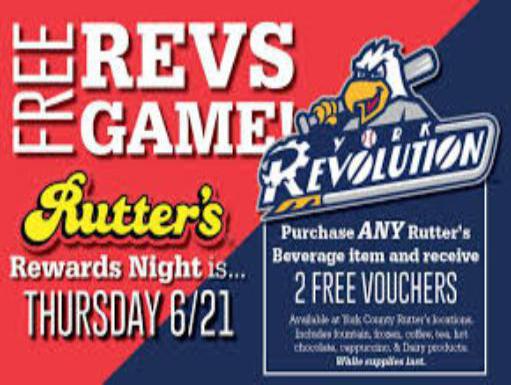 FREE REVS
GAME!
YORK
REVOLUTION
Rutter's
Rewards Night is...
THURSDAY 6/21
Purchase ANY Rutter's
Beverage item and receive
2 FREE VOUCHERS
Available at York County Rutter's locations.
Includes fountain, frozen, coffee, tea, hot
chocolate, cappuccino, & Dairy products.
While supplies last.